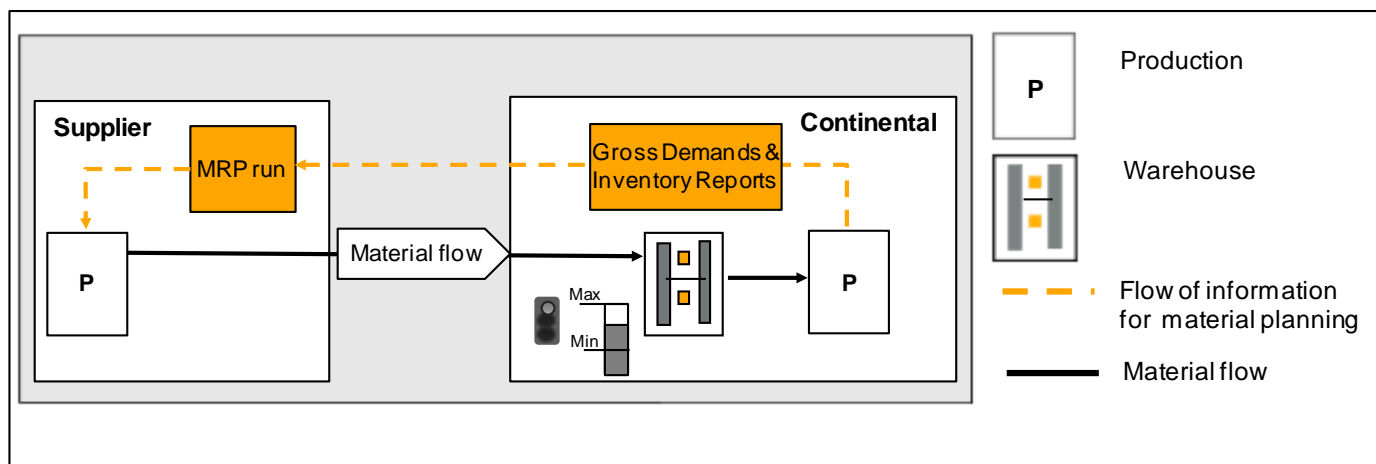 Supplier
MRP run
P
Material flow
Continental
Gross Demands &
Inventory Reports
Max
Min
P
P
Production
Warehouse
Flow of information
for material planning
Material flow